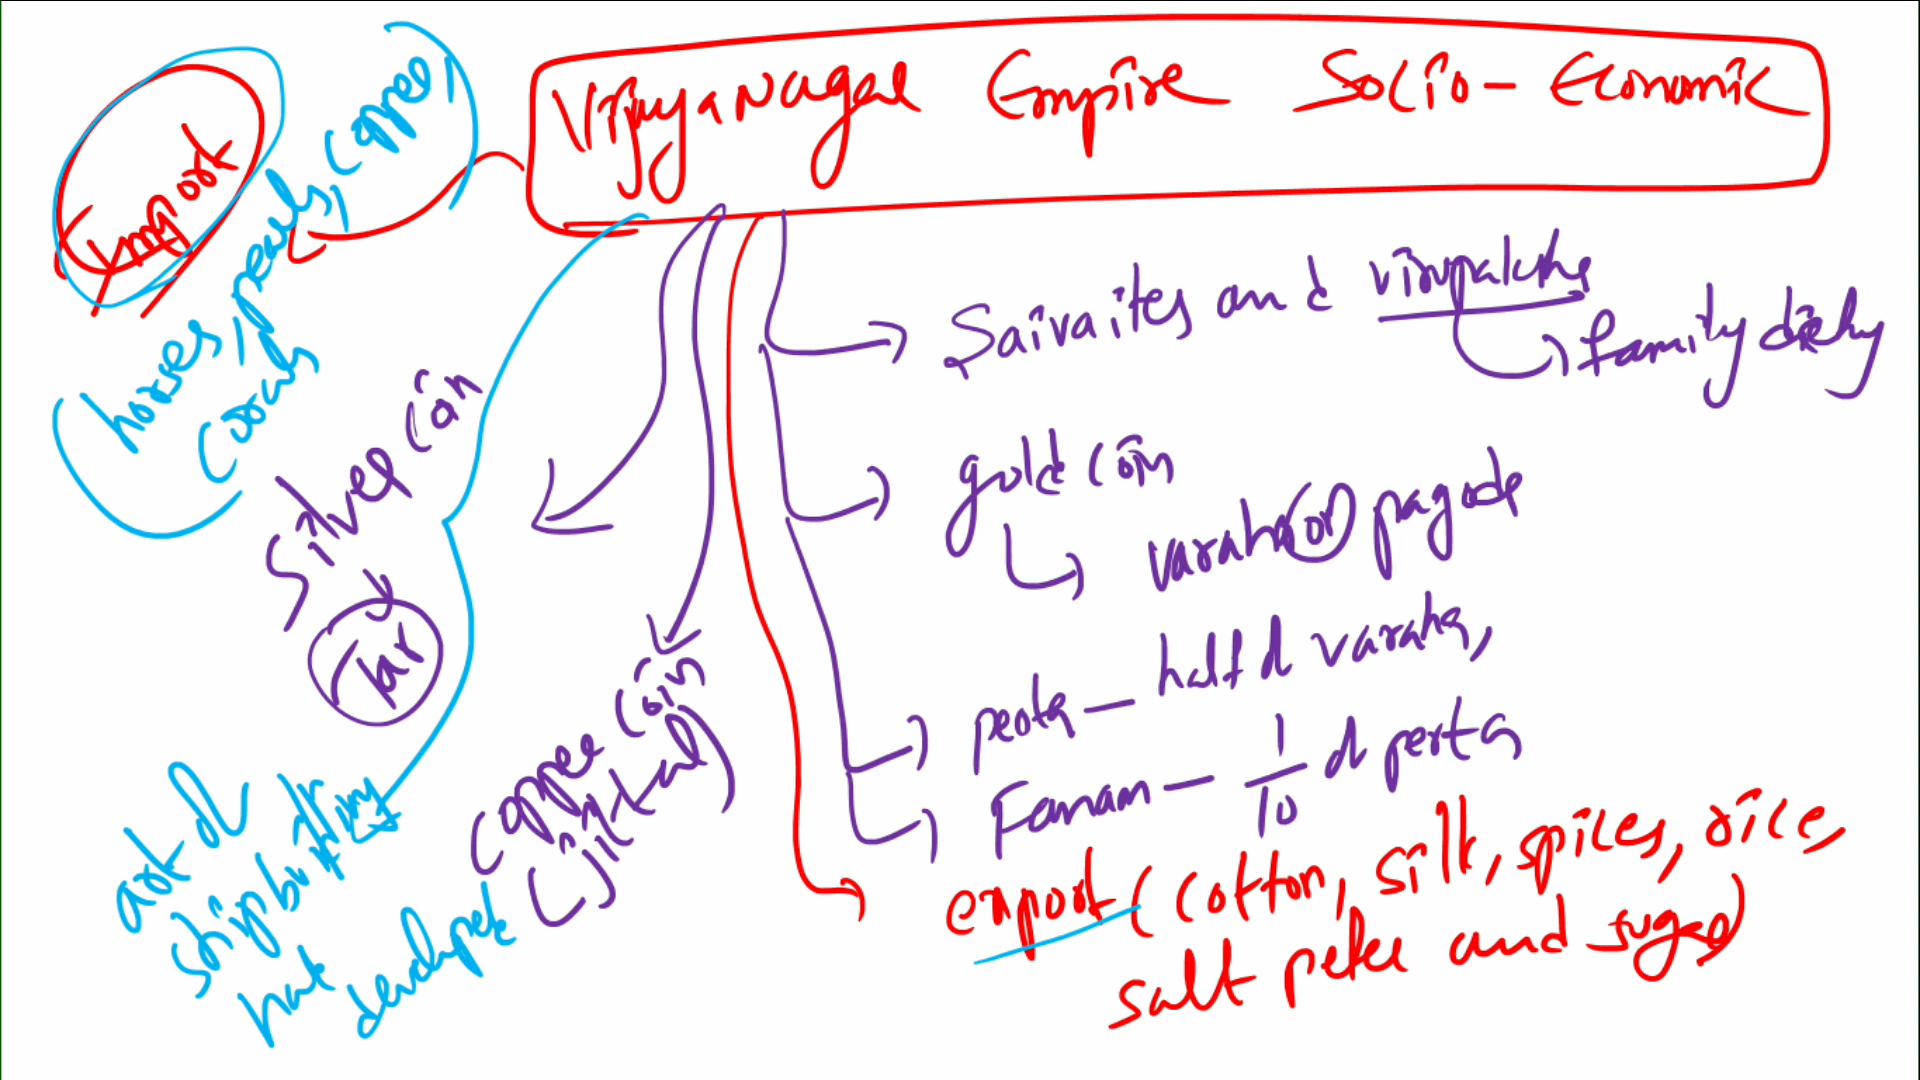 Vijayanagar Empire Socio-Economic
Import
horses, pearls, copper,
corals
Saivaites and virupaksha
family diety
gold coin
varaha (or) pagoda
silver coin
Tar
perta - half of varaha,
Fanam - 1/10 of perta
copper coin
(jital)
export (cotton, silk, spices, rice,
salt peter and sugar)
art of
shipbuilding
not developed